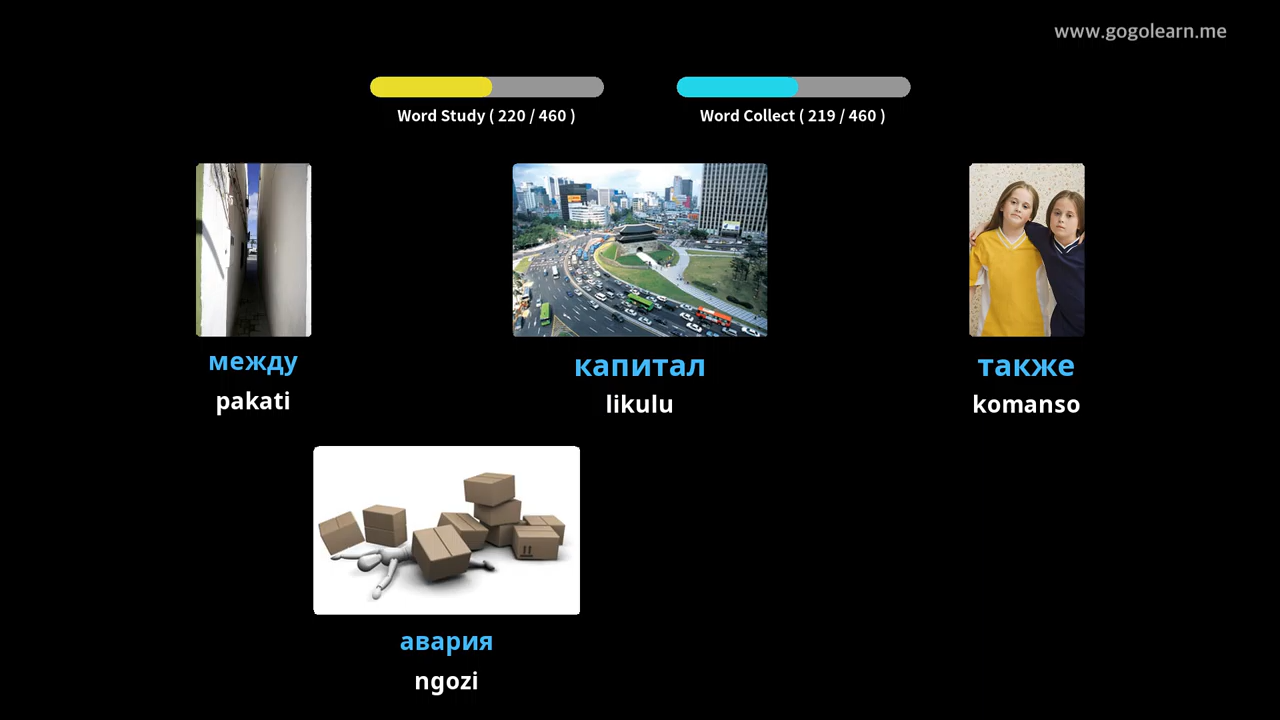 www.gogolearn.me
Word Study ( 220 / 460 )
Word Collect ( 219 / 460 )
между
pakati
капитал
likulu
также
komanso
авария
ngozi